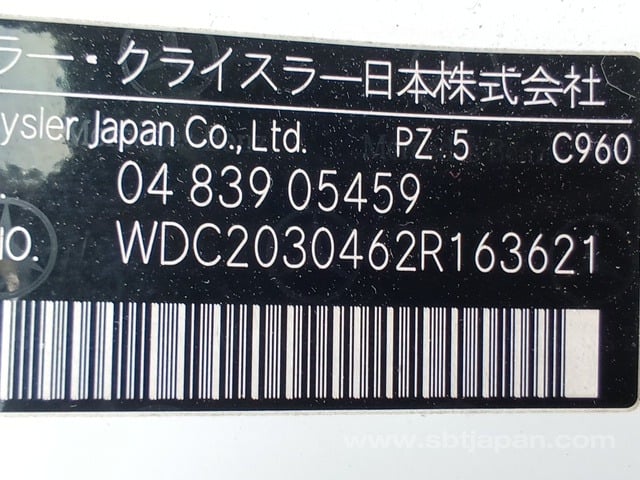 ラー・クライスラー日本株式会社
ysler Japan Co., Ltd. PZ 5 C960
04 839 05459
NO. WDC2030462R163621
www.sbtjapan.com